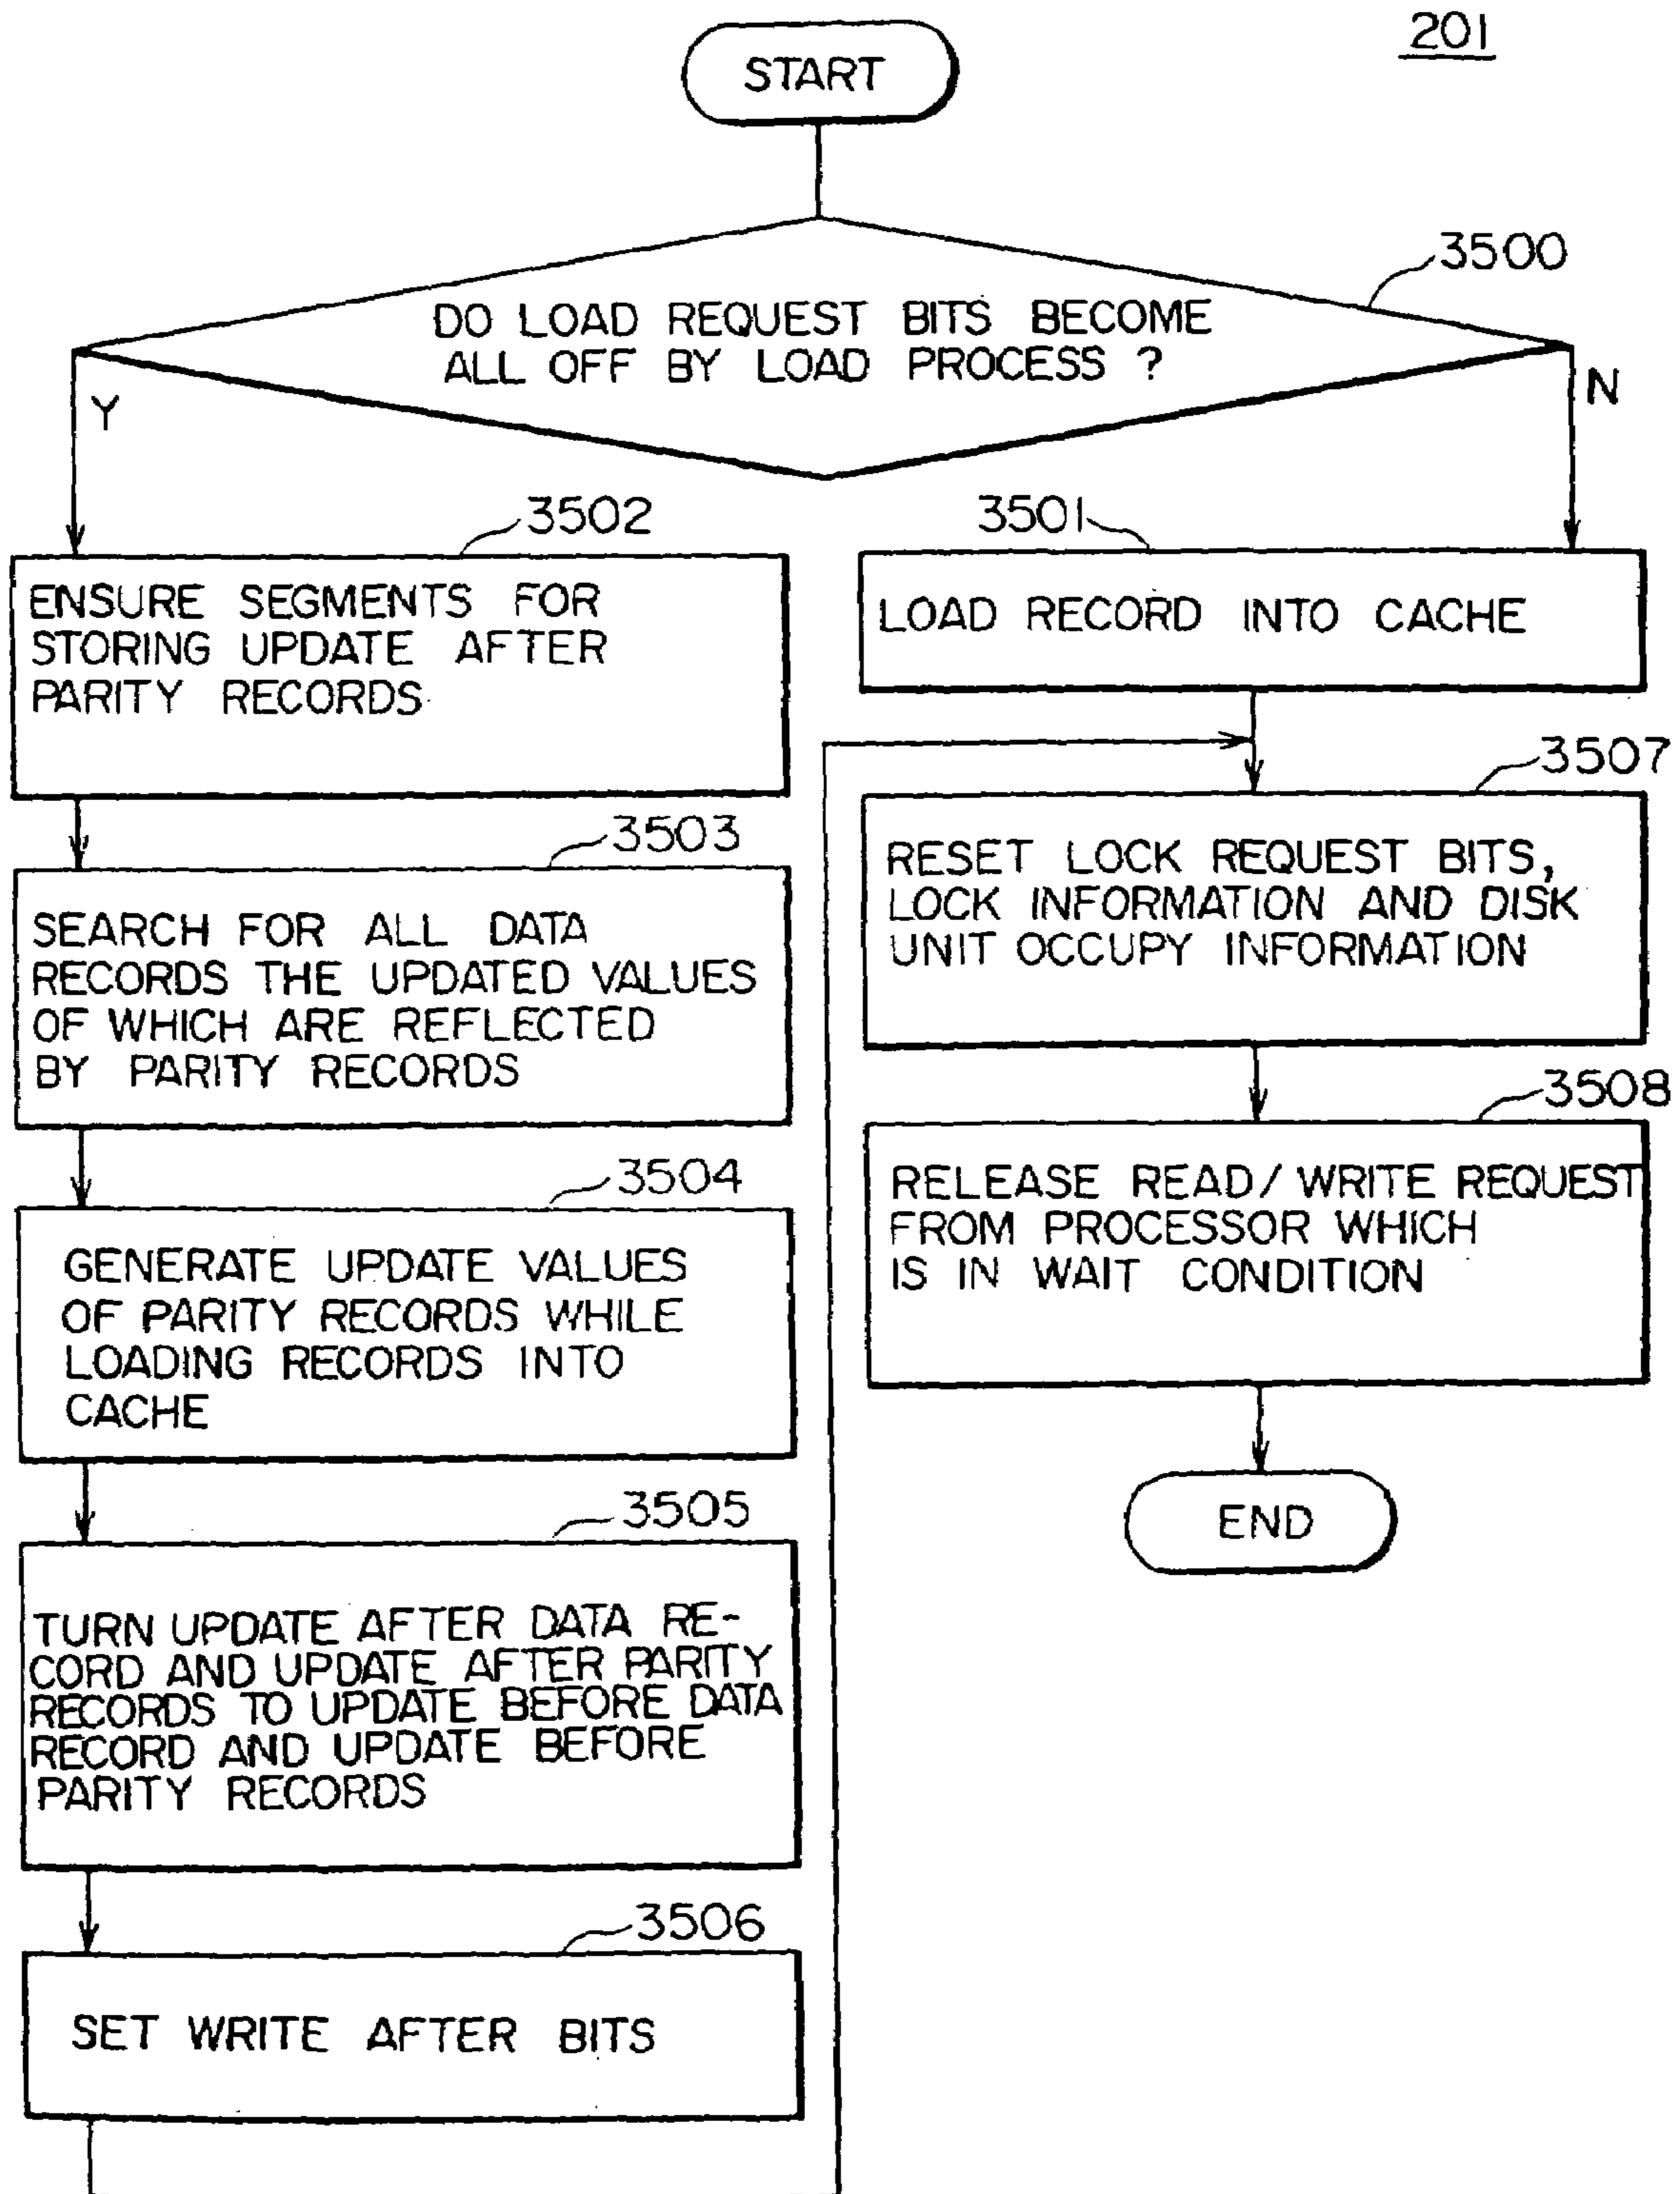 201
START
3500
DO LOAD REQUEST BITS BECOME
ALL OFF BY LOAD PROCESS ?
Y
N
3502
ENSURE SEGMENTS FOR
STORING UPDATE AFTER
PARITY RECORDS
3503
SEARCH FOR ALL DATA
RECORDS THE UPDATED VALUES
OF WHICH ARE REFLECTED
BY PARITY RECORDS
3504
GENERATE UPDATE VALUES
OF PARITY RECORDS WHILE
LOADING RECORDS INTO
CACHE
3505
TURN UPDATE AFTER DATA RE-
CORD AND UPDATE AFTER PARITY
RECORDS TO UPDATE BEFORE DATA
RECORD AND UPDATE BEFORE
PARITY RECORDS
3506
SET WRITE AFTER BITS
3501
LOAD RECORD INTO CACHE
3507
RESET LOCK REQUEST BITS,
LOCK INFORMATION AND DISK
UNIT OCCUPY INFORMATION
3508
RELEASE READ/WRITE REQUEST
FROM PROCESSOR WHICH
IS IN WAIT CONDITION
END